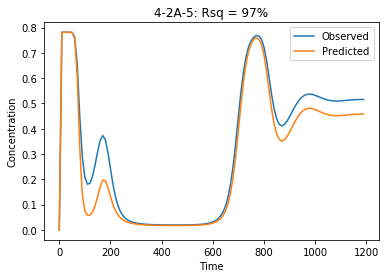 4-2A-5: Rsq = 97%
Observed
Predicted
Concentration
0.8
0.7
0.6
0.5
0.4
0.3
0.2
0.1
0.0
0 200 400 600 800 1000 1200
Time